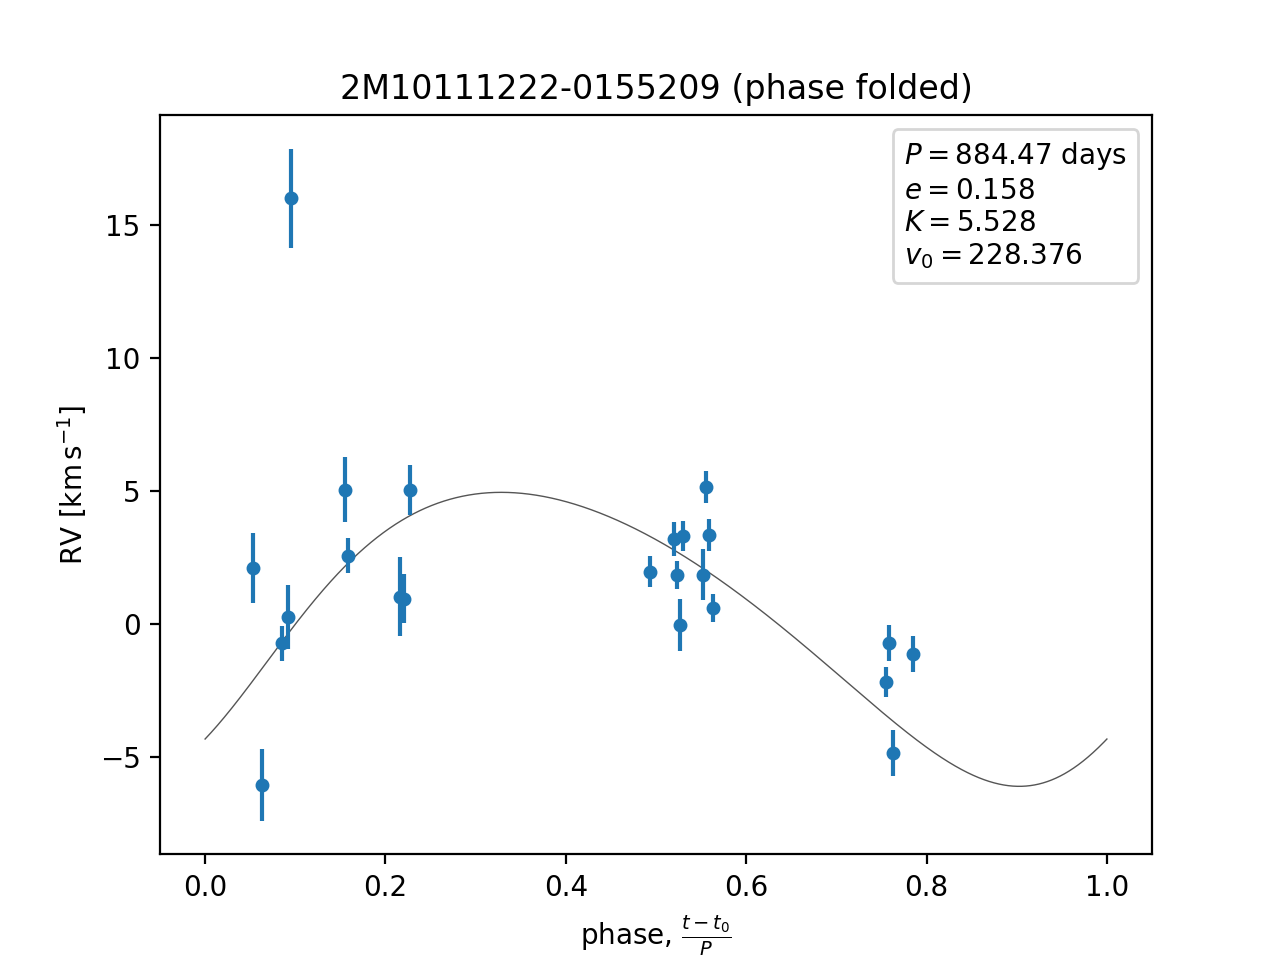 2M10111222-0155209 (phase folded)
P = 884.47 days
e = 0.158
K = 5.528
v₀ = 228.376
RV [km s⁻¹]
15
10
5
0
−5
0.0 0.2 0.4 0.6 0.8 1.0
phase, (t − t₀)/P